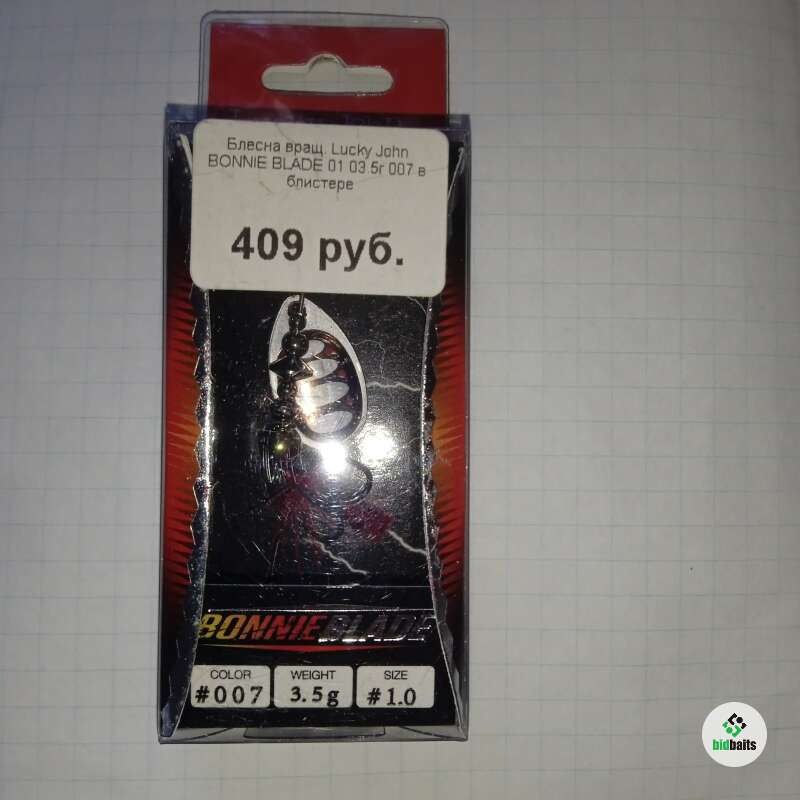 Блесна вращ. Lucky John
BONNIE BLADE 01 03.5г 007 в
блистере
409 руб.
BONNIE BLADE
COLOR WEIGHT SIZE
#007 3.5g #1.0
bidbaits